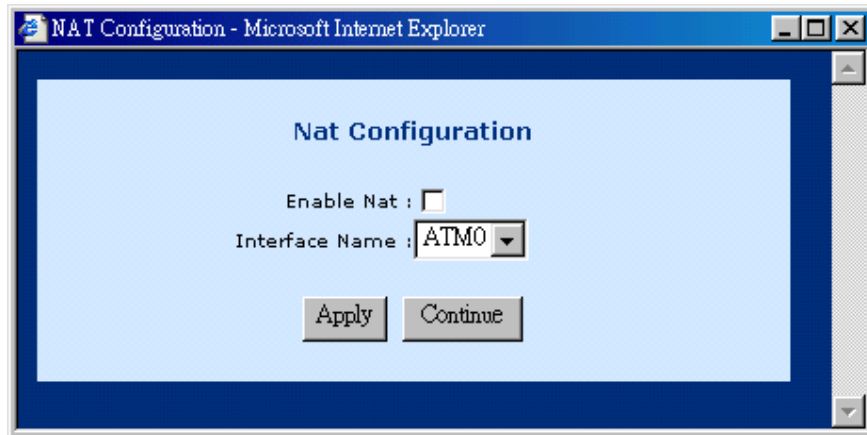 NAT Configuration - Microsoft Internet Explorer
Nat Configuration
Enable Nat :
Interface Name : ATM0
Apply Continue